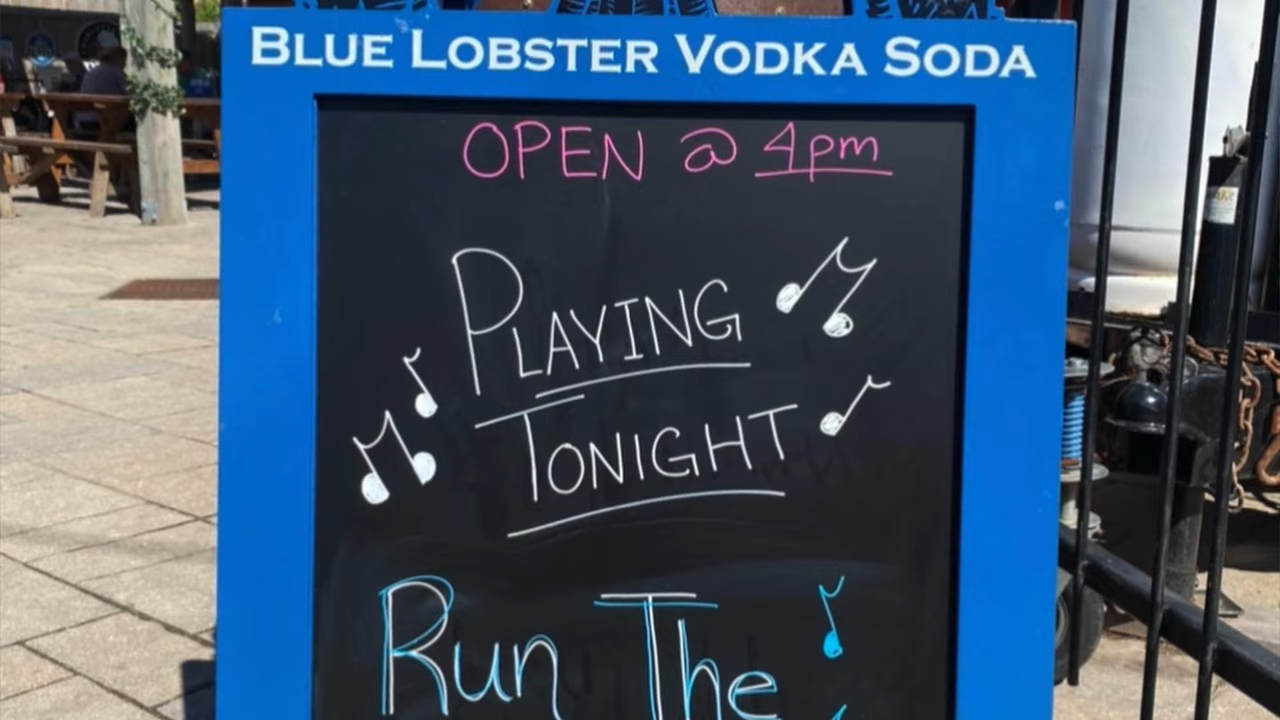 BLUE LOBSTER VODKA SODA
OPEN @ 4pm
PLAYING
TONIGHT
Run The